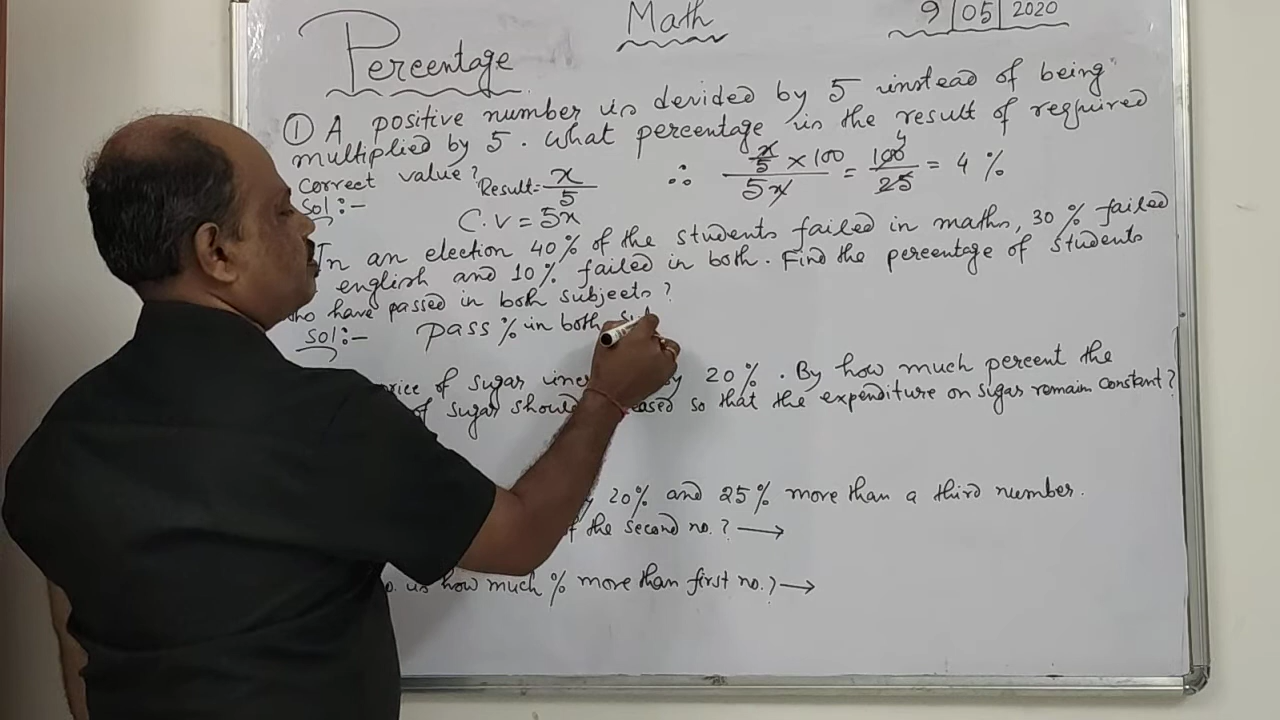 Math
9/05/2020
Percentage
① A positive number is devided by 5 instead of being
multiplied by 5. What percentage is the result of required
correct value?
Sol:- Result = x/5 ∴ (x/5 × 100)/5x = 100/25 = 4 %
4
C.V = 5x
In an election 40% of the students failed in maths, 30% failed
english and 10% failed in both. Find the percentage of students
have passed in both subjects?
Sol:- Pass % in both
of sugar by 20%. By how much percent the
of sugar should so that the expenditure on sugar remain constant?
20% and 25% more than a third number.
the second no.? →
how much % more than first no.? →